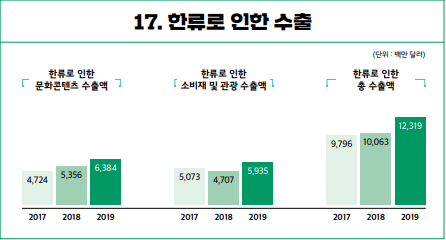 17. 한류로 인한 수출
(단위 : 백만 달러)
한류로 인한
문화콘텐츠 수출액
한류로 인한
소비재 및 관광 수출액
한류로 인한
총 수출액
4,724
5,356
6,384
5,073
4,707
5,935
9,796
10,063
12,319
2017
2018
2019
2017
2018
2019
2017
2018
2019